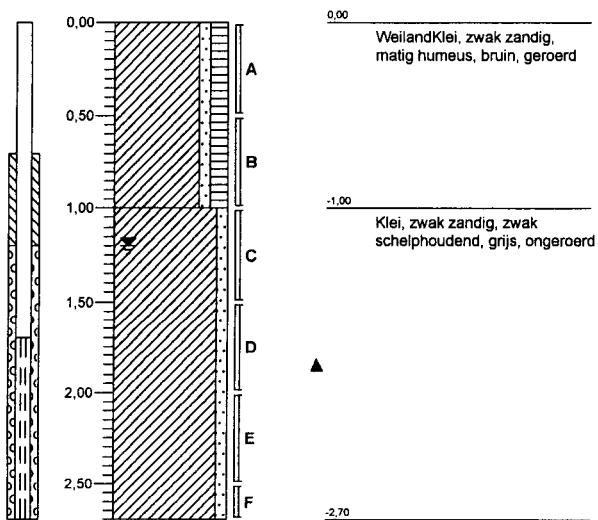 0,00
0,50
1,00
1,50
2,00
2,50
A
B
C
D
E
F
0,00
WeilandKlei, zwak zandig,
matig humeus, bruin, geroerd
-1,00
Klei, zwak zandig, zwak
schelphoudend, grijs, ongeroerd
-2,70